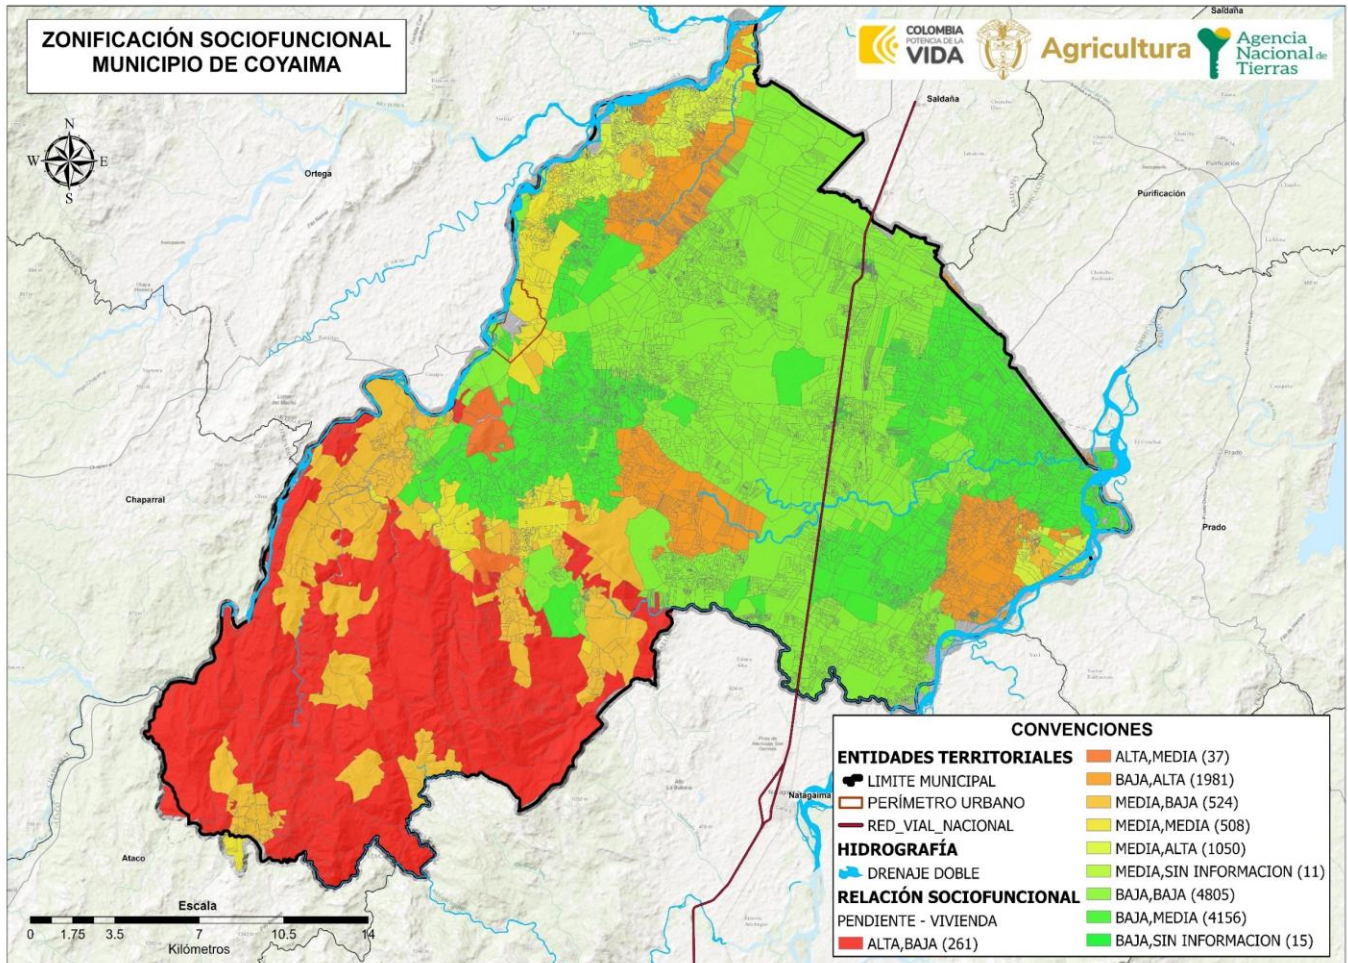 ZONIFICACIÓN SOCIOFUNCIONAL
MUNICIPIO DE COYAIMA
COLOMBIA
POTENCIA DE LA
VIDA
Agricultura
Agencia
Nacional de
Tierras
Saldaña
N
W E
S
Saldaña
Ortega
Purificación
Purificación
Chaparral
Prado
Prado
Natagaima
Ataco
Escala
0 1.75 3.5 7 10.5 14
Kilómetros
CONVENCIONES
ENTIDADES TERRITORIALES
LIMITE MUNICIPAL
PERÍMETRO URBANO
RED_VIAL_NACIONAL
HIDROGRAFÍA
DRENAJE DOBLE
RELACIÓN SOCIOFUNCIONAL
PENDIENTE - VIVIENDA
ALTA,BAJA (261)
ALTA,MEDIA (37)
BAJA,ALTA (1981)
MEDIA,BAJA (524)
MEDIA,MEDIA (508)
MEDIA,ALTA (1050)
MEDIA,SIN INFORMACION (11)
BAJA,BAJA (4805)
BAJA,MEDIA (4156)
BAJA,SIN INFORMACION (15)